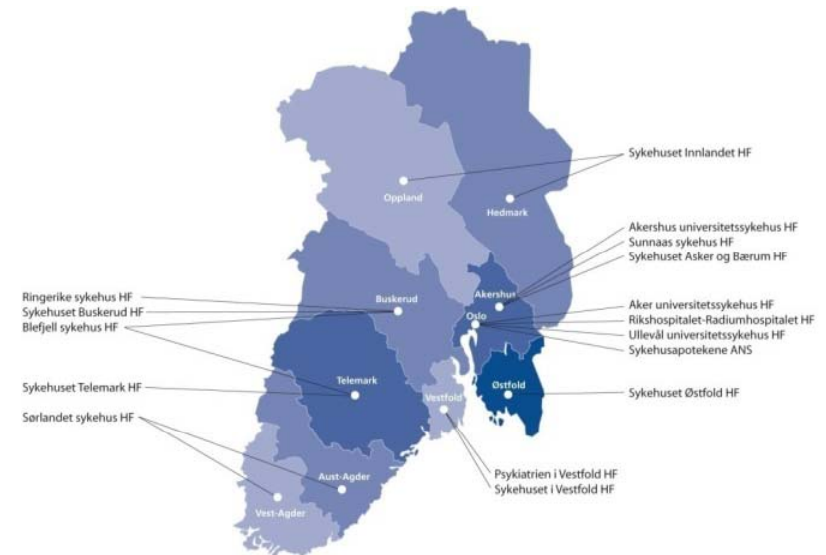 Sykehuset Innlandet HF
Oppland
Hedmark
Akershus universitetssykehus HF
Sunnaas sykehus HF
Sykehuset Asker og Bærum HF
Ringerike sykehus HF
Sykehuset Buskerud HF
Blefjell sykehus HF
Buskerud
Akershus
Oslo
Aker universitetssykehus HF
Rikshospitalet-Radiumhospitalet HF
Ullevål universitetssykehus HF
Sykehusapotekene ANS
Sykehuset Telemark HF
Telemark
Vestfold
Østfold
Sykehuset Østfold HF
Sørlandet sykehus HF
Aust-Agder
Vest-Agder
Psykiatrien i Vestfold HF
Sykehuset i Vestfold HF